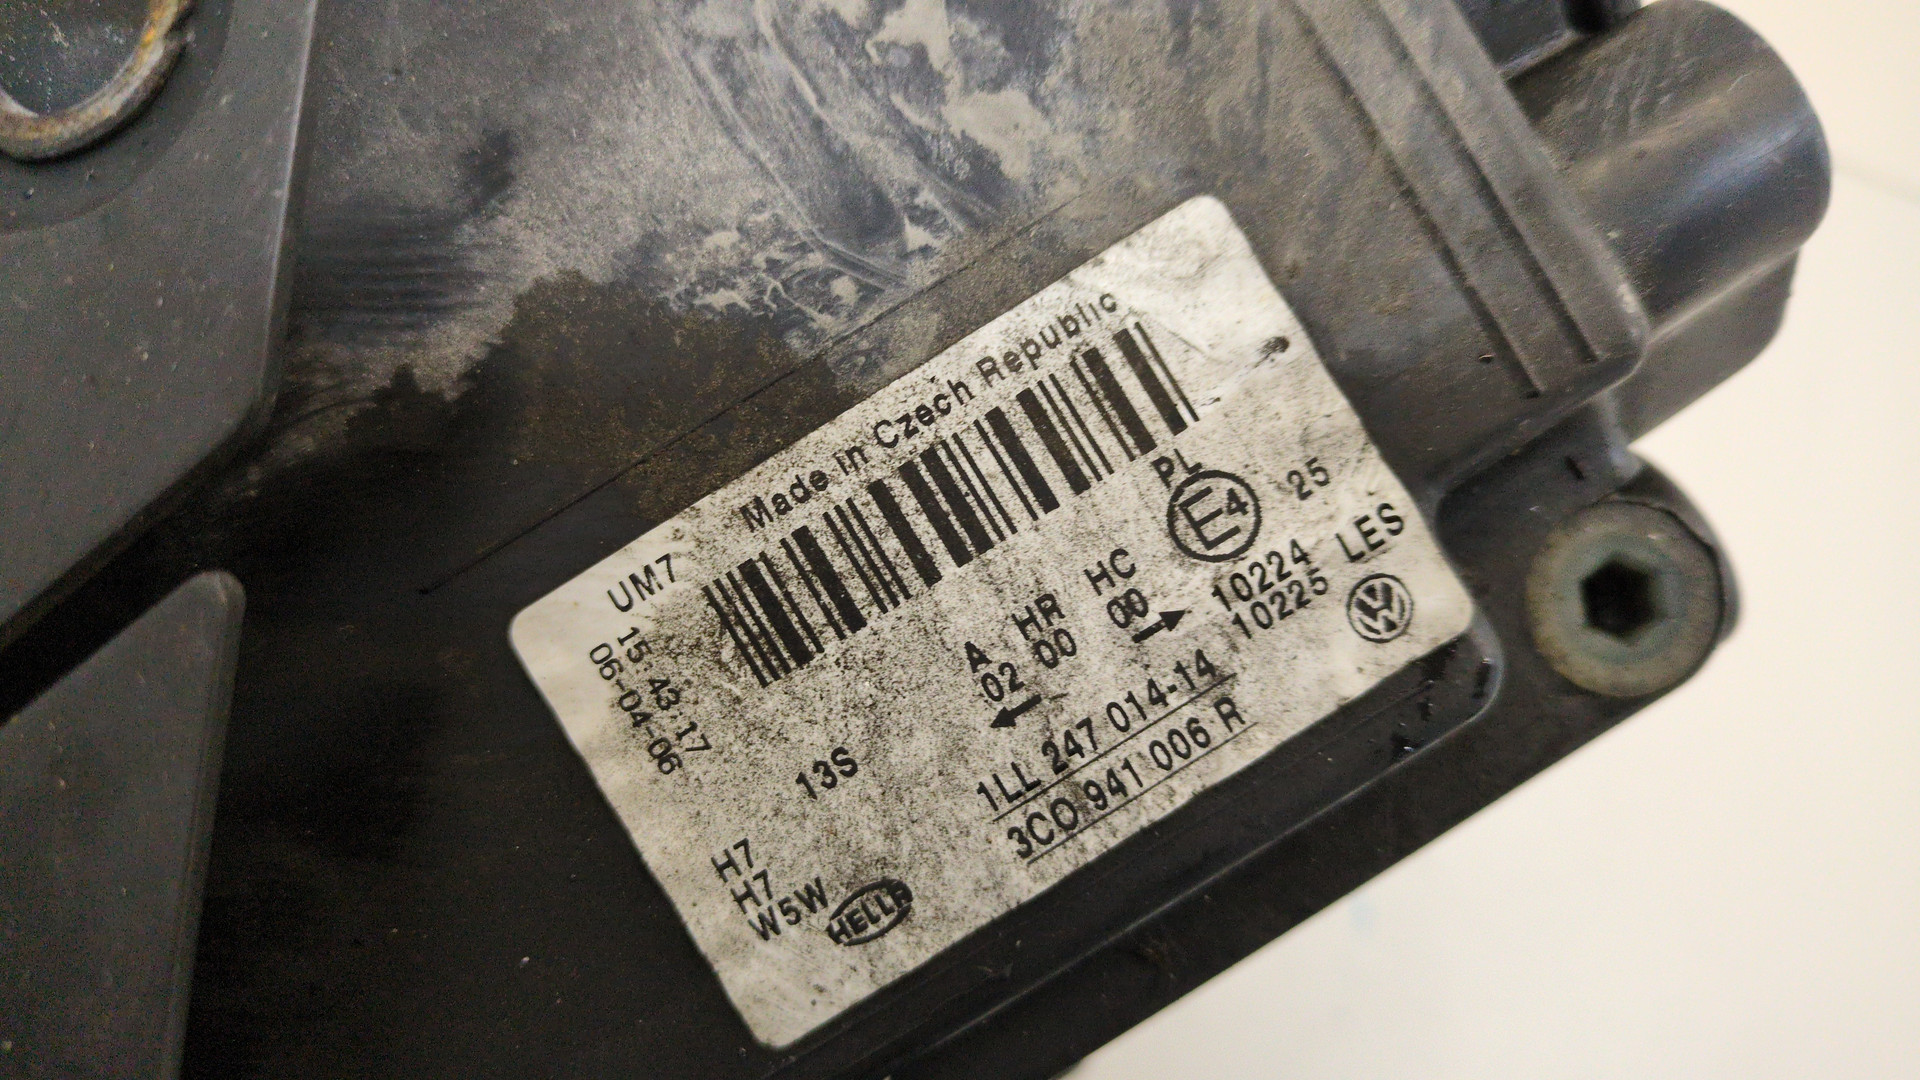 Made in Czech Republic
UM7
15:43:17
06-04-06
PL
E4
25
A HR HC
02 00 00
10224 LES
10225
13S
1LL 247 014-14
3CO 941 006 R
H7
H7
W5W
HELLA